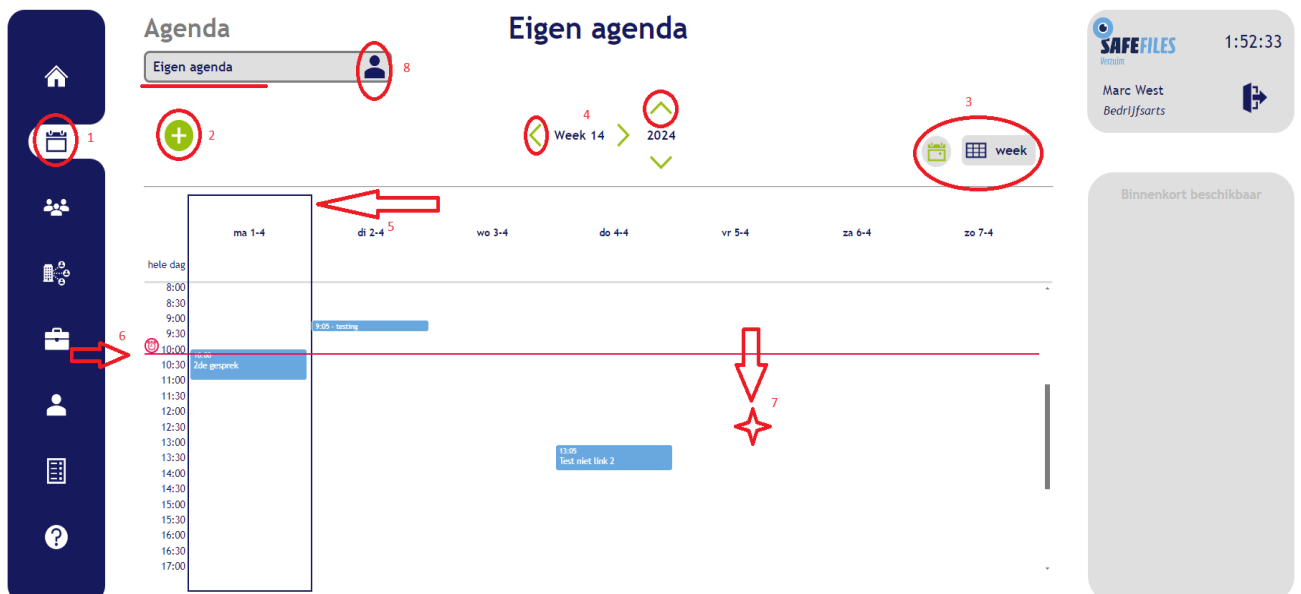 Agenda
Eigen agenda
Eigen agenda
8
SAFEFILES
Verzuim
1:52:33
Marc West
Bedrijfsarts
1
2
4
Week 14
2024
3
week
Binnenkort beschikbaar
5
ma 1-4
di 2-4
wo 3-4
do 4-4
vr 5-4
za 6-4
zo 7-4
hele dag
8:00
8:30
9:00
9:05 - testing
9:30
6
10:00
10:00
2de gesprek
10:30
11:00
11:30
7
12:00
12:30
13:00
13:05
Test niet link 2
13:30
14:00
14:30
15:00
15:30
16:00
16:30
17:00